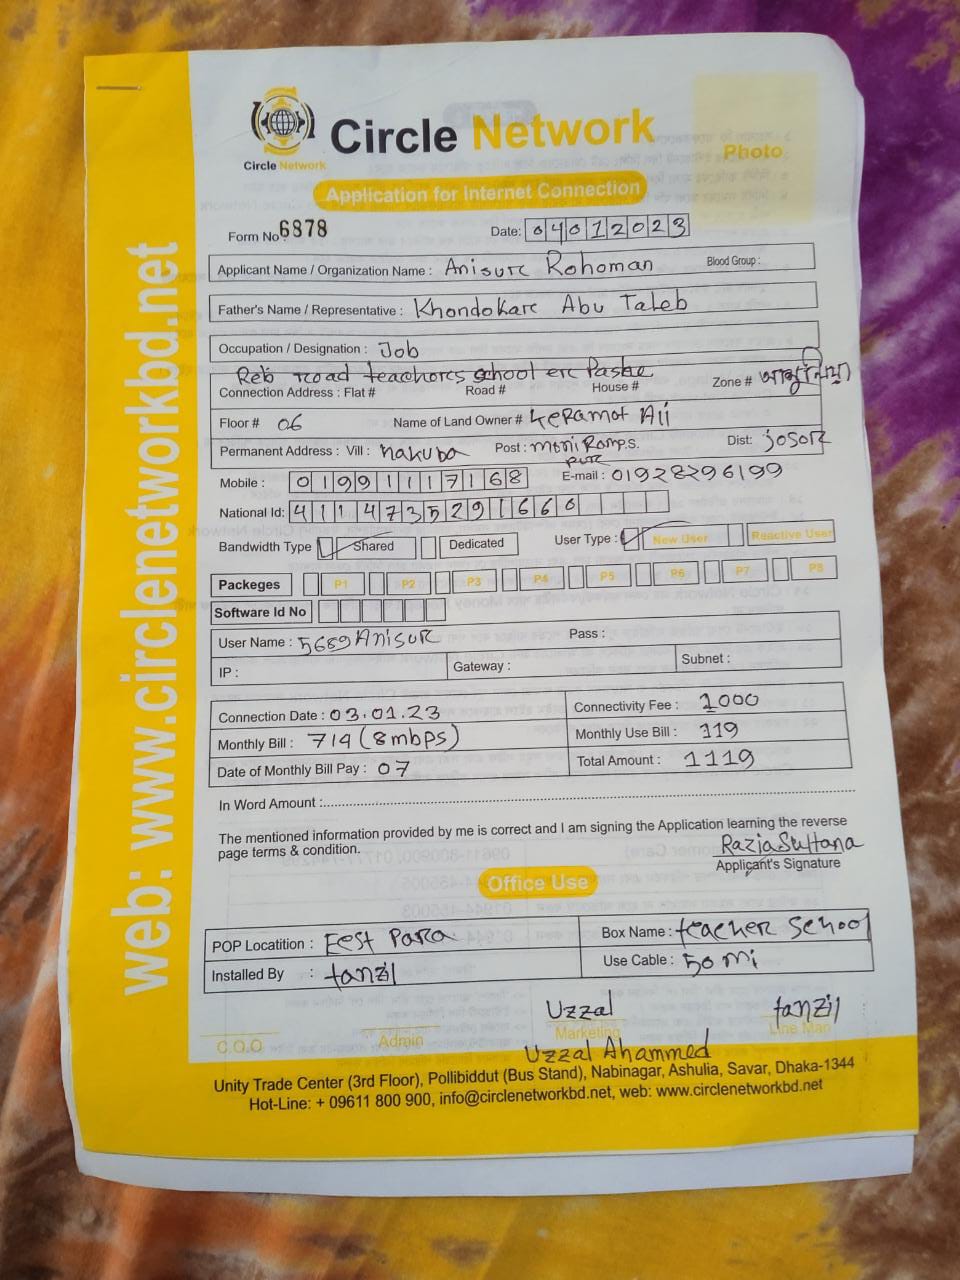 Circle Network
Circle Network
Photo
Application for Internet Connection
Form No 6878
Date: 04012023
Applicant Name / Organization Name : Anisurc Rohoman Blood Group :
Father's Name / Representative : Khondokarc Abu Taleb
Occupation / Designation : Job
Reb road teachors school erc Pashe
Connection Address : Flat # Road # House # Zone #
Floor # 06 Name of Land Owner # Keramot Ali
Permanent Address : Vill : nakuba Post : moni Ram P.S. Dist: josor
purc
Mobile : 01991117168 E-mail : 01928296199
National Id: 4114735291660
Bandwidth Type Shared Dedicated User Type : New User Reactive User
Packeges P1 P2 P3 P4 P5 P6 P7 P8
Software Id No
User Name : 5689Anisur Pass :
IP : Gateway : Subnet :
Connection Date : 03.01.23 Connectivity Fee : 1000
Monthly Bill : 714 (8mbps) Monthly Use Bill : 119
Date of Monthly Bill Pay : 07 Total Amount : 1119
In Word Amount :
The mentioned information provided by me is correct and I am signing the Application learning the reverse
page terms & condition.
Razia Sultana
Applicant's Signature
Office Use
POP Locatition : Eest Para Box Name : teacher school
Installed By : tanzil Use Cable : 50 mi
Uzzal tanzil
C.O.O Admin Marketing Line Man
Uzzal Ahammed
Unity Trade Center (3rd Floor), Pollibiddut (Bus Stand), Nabinagar, Ashulia, Savar, Dhaka-1344
Hot-Line: + 09611 800 900, info@circlenetworkbd.net, web: www.circlenetworkbd.net
web: www.circlenetworkbd.net